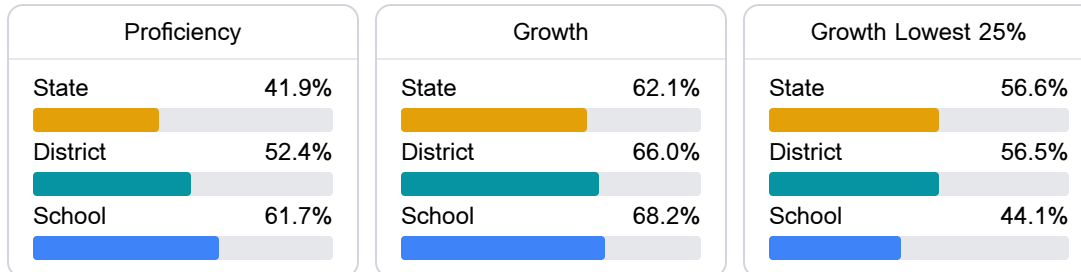 Proficiency
State 41.9%
District 52.4%
School 61.7%
Growth
State 62.1%
District 66.0%
School 68.2%
Growth Lowest 25%
State 56.6%
District 56.5%
School 44.1%